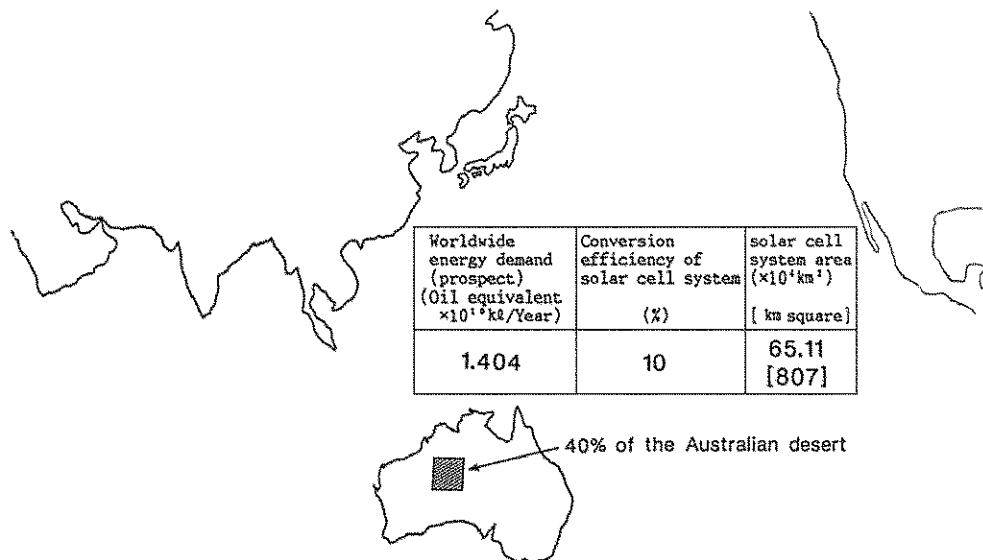 Worldwide
energy demand
(prospect)
(Oil equivalent
×10¹⁰kℓ/Year)
Conversion
efficiency of
solar cell system
(%)
solar cell
system area
(×10⁴km²)
[ km square]
1.404
10
65.11
[807]
40% of the Australian desert